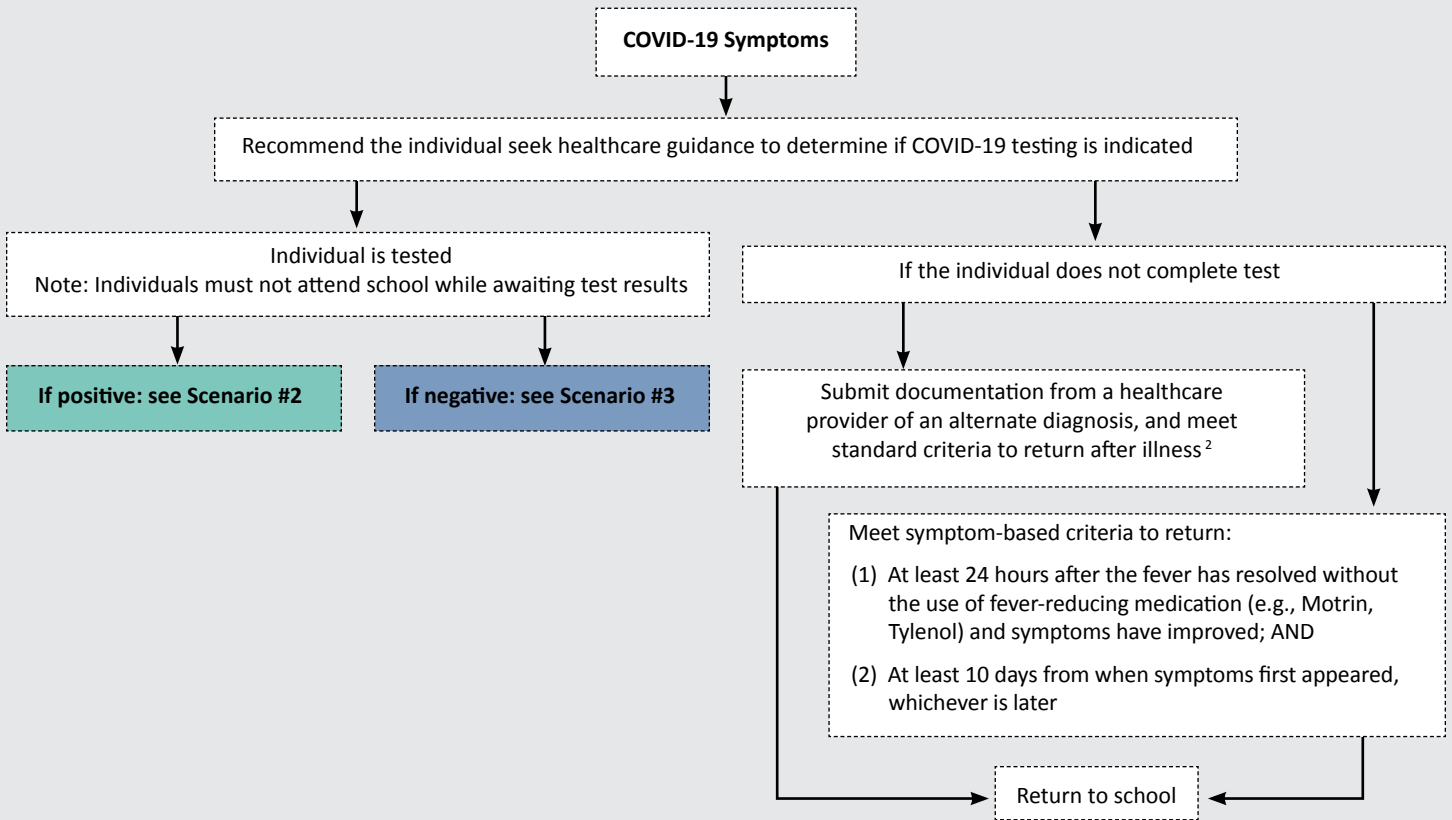 COVID-19 Symptoms
Recommend the individual seek healthcare guidance to determine if COVID-19 testing is indicated
Individual is tested
Note: Individuals must not attend school while awaiting test results
If the individual does not complete test
If positive: see Scenario #2
If negative: see Scenario #3
Submit documentation from a healthcare
provider of an alternate diagnosis, and meet
standard criteria to return after illness 2
Meet symptom-based criteria to return:
(1) At least 24 hours after the fever has resolved without
the use of fever-reducing medication (e.g., Motrin,
Tylenol) and symptoms have improved; AND
(2) At least 10 days from when symptoms first appeared,
whichever is later
Return to school